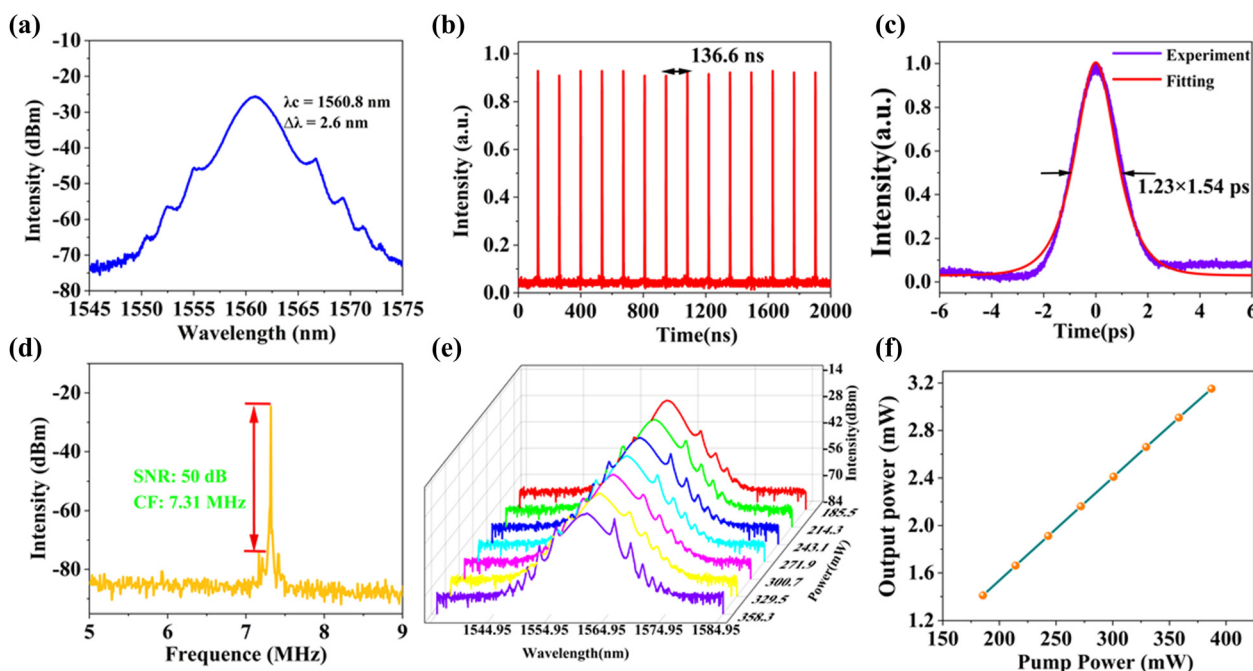 (a)
-10
-20
-30
-40
-50
-60
-70
-80
Intensity (dBm)
λc = 1560.8 nm
Δλ = 2.6 nm
1545 1550 1555 1560 1565 1570 1575
Wavelength (nm)
(b)
1.0
0.8
0.6
0.4
0.2
0.0
Intensity (a.u.)
136.6 ns
0 400 800 1200 1600 2000
Time(ns)
(c)
1.0
0.8
0.6
0.4
0.2
0.0
Intensity(a.u.)
Experiment
Fitting
1.23×1.54 ps
-6 -4 -2 0 2 4 6
Time(ps)
(d)
-20
-40
-60
-80
Intensity (dBm)
SNR: 50 dB
CF: 7.31 MHz
5 6 7 8 9
Frequence (MHz)
(e)
-14
-28
-42
-56
-70
-84
Intensity(dBm)
185.5
214.3
243.1
271.9
300.7
329.5
358.3
Power(mW)
1544.95 1554.95 1564.95 1574.95 1584.95
Wavelength(nm)
(f)
3.2
2.8
2.4
2.0
1.6
1.2
Output power (mW)
150 200 250 300 350 400
Pump Power (mW)